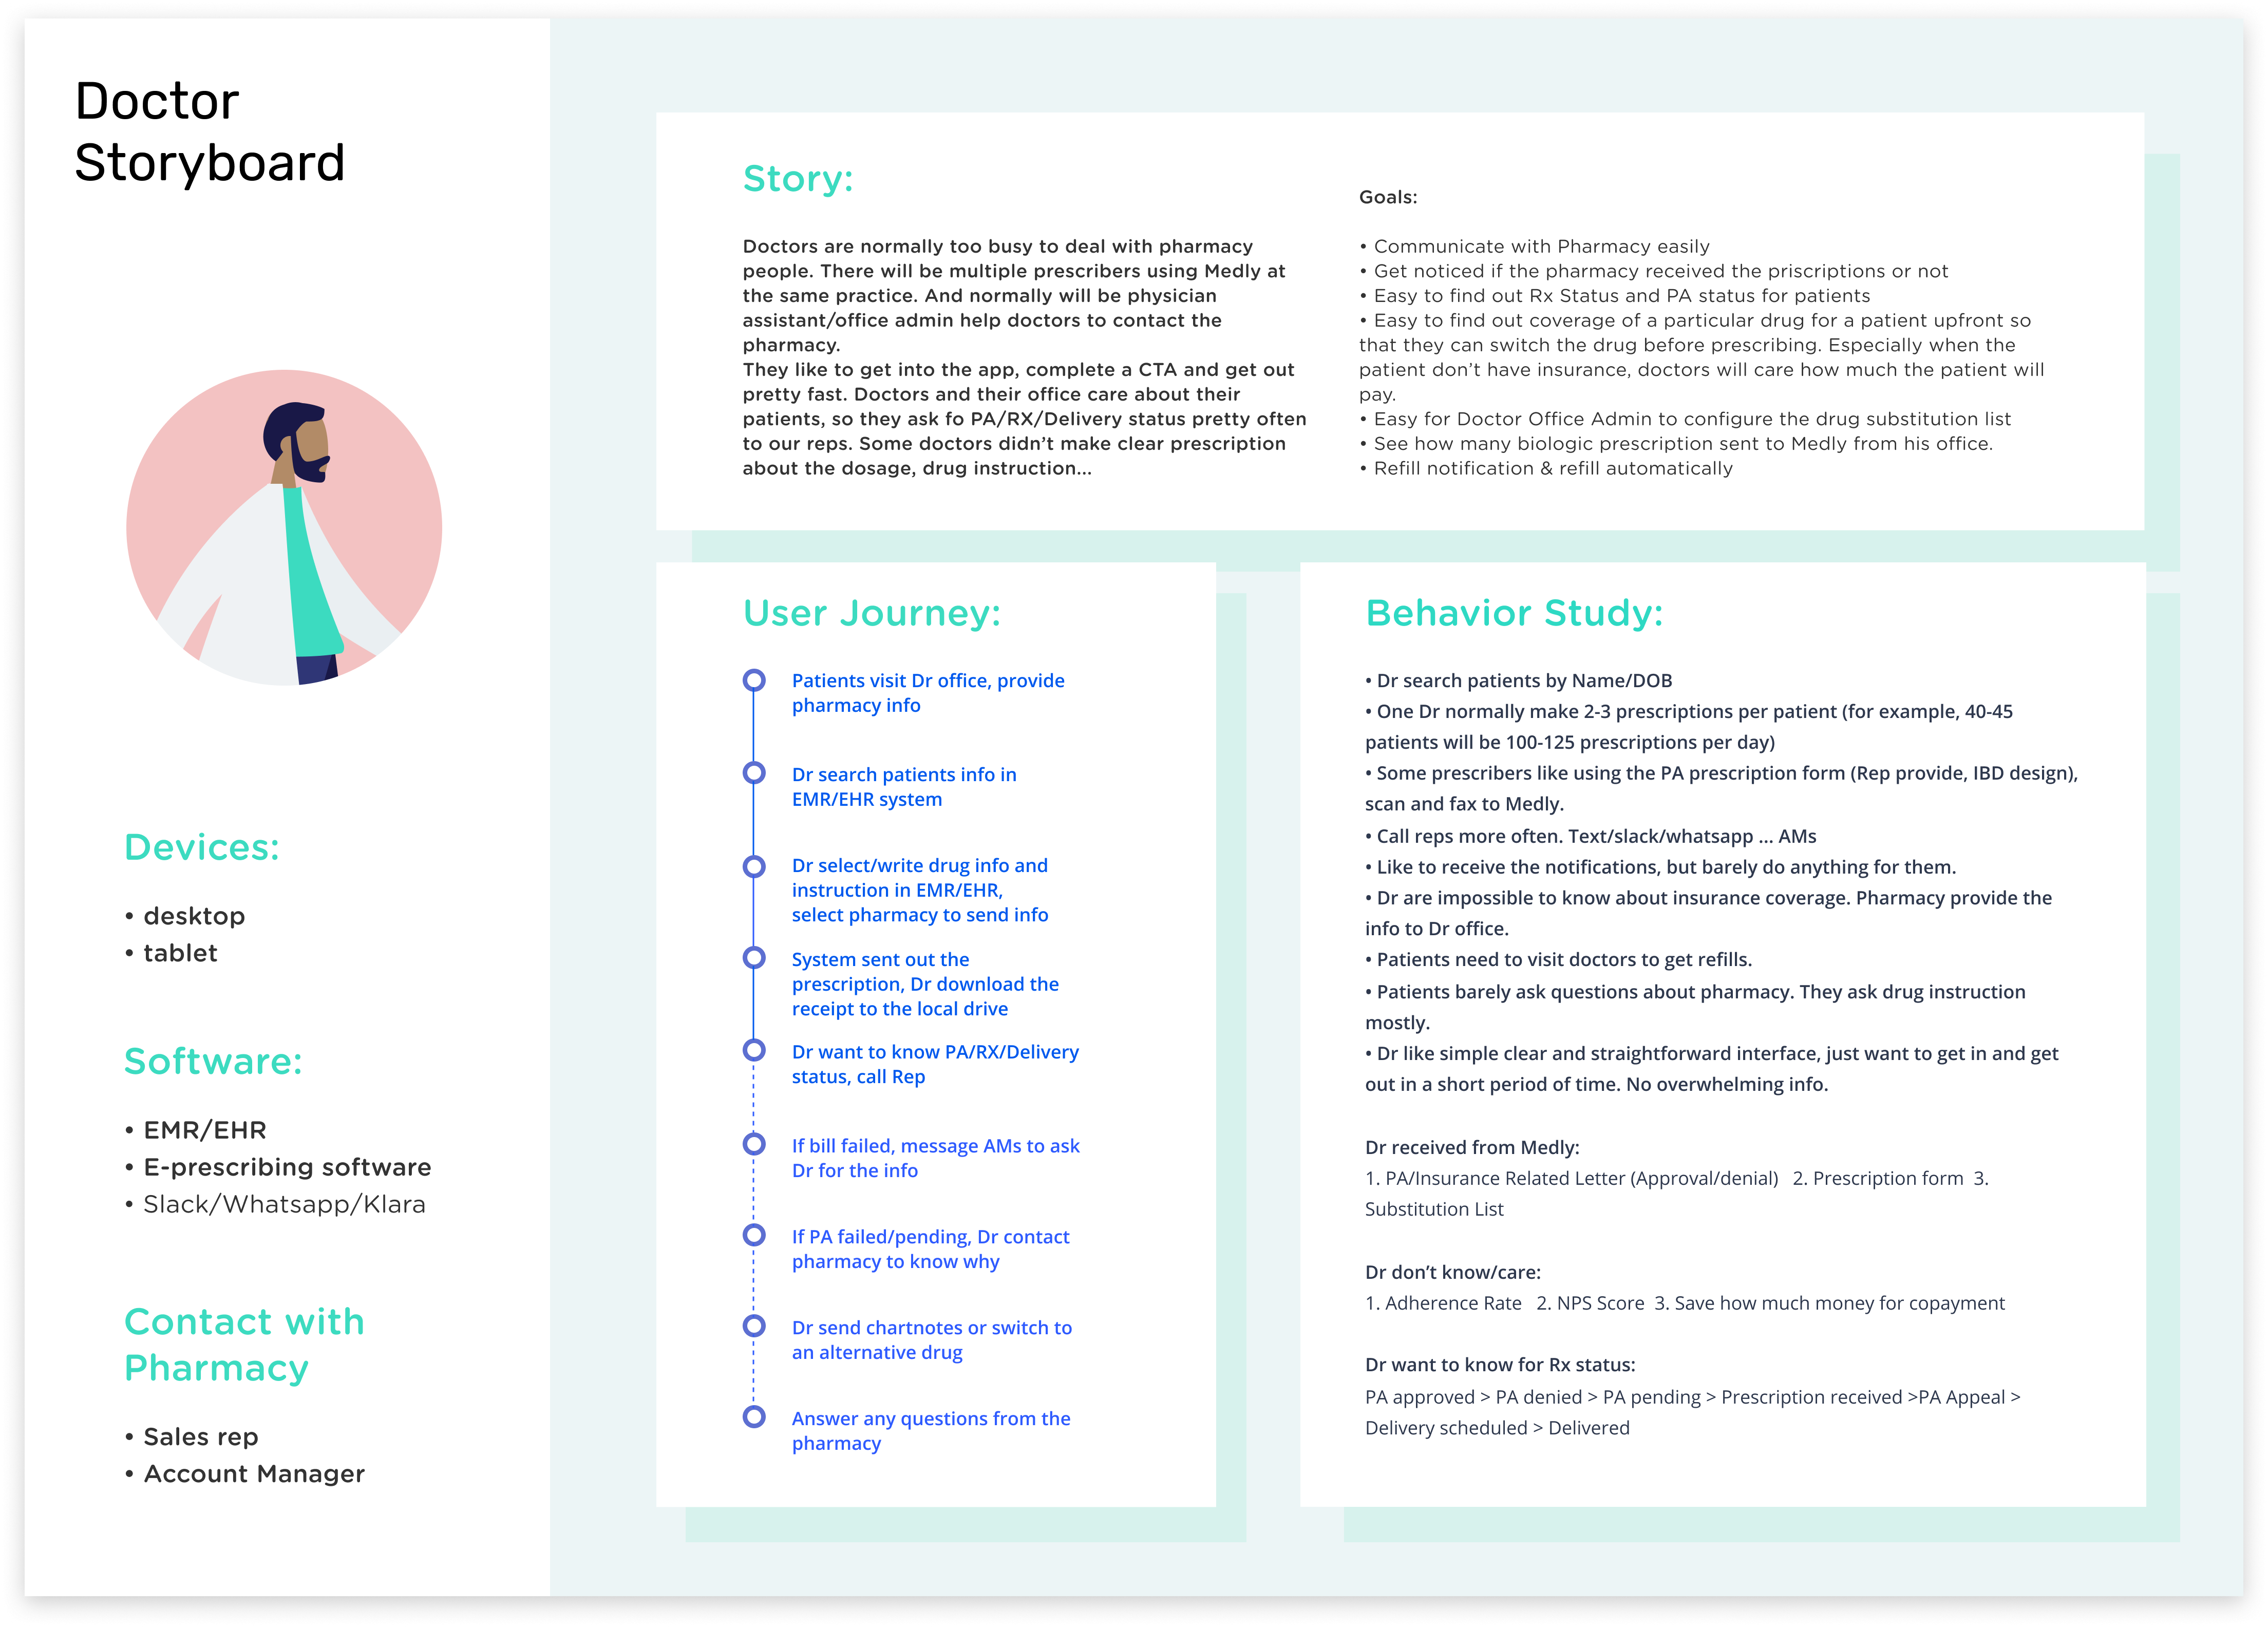 Doctor
Storyboard
Devices:
• desktop
• tablet
Software:
• EMR/EHR
• E-prescribing software
• Slack/Whatsapp/Klara
Contact with
Pharmacy
• Sales rep
• Account Manager
Story:
Doctors are normally too busy to deal with pharmacy
people. There will be multiple prescribers using Medly at
the same practice. And normally will be physician
assistant/office admin help doctors to contact the
pharmacy.
They like to get into the app, complete a CTA and get out
pretty fast. Doctors and their office care about their
patients, so they ask fo PA/RX/Delivery status pretty often
to our reps. Some doctors didn’t make clear prescription
about the dosage, drug instruction...
Goals:
• Communicate with Pharmacy easily
• Get noticed if the pharmacy received the priscriptions or not
• Easy to find out Rx Status and PA status for patients
• Easy to find out coverage of a particular drug for a patient upfront so
that they can switch the drug before prescribing. Especially when the
patient don’t have insurance, doctors will care how much the patient will
pay.
• Easy for Doctor Office Admin to configure the drug substitution list
• See how many biologic prescription sent to Medly from his office.
• Refill notification & refill automatically
User Journey:
Patients visit Dr office, provide
pharmacy info
Dr search patients info in
EMR/EHR system
Dr select/write drug info and
instruction in EMR/EHR,
select pharmacy to send info
System sent out the
prescription, Dr download the
receipt to the local drive
Dr want to know PA/RX/Delivery
status, call Rep
If bill failed, message AMs to ask
Dr for the info
If PA failed/pending, Dr contact
pharmacy to know why
Dr send chartnotes or switch to
an alternative drug
Answer any questions from the
pharmacy
Behavior Study:
• Dr search patients by Name/DOB
• One Dr normally make 2-3 prescriptions per patient (for example, 40-45
patients will be 100-125 prescriptions per day)
• Some prescribers like using the PA prescription form (Rep provide, IBD design),
scan and fax to Medly.
• Call reps more often. Text/slack/whatsapp ... AMs
• Like to receive the notifications, but barely do anything for them.
• Dr are impossible to know about insurance coverage. Pharmacy provide the
info to Dr office.
• Patients need to visit doctors to get refills.
• Patients barely ask questions about pharmacy. They ask drug instruction
mostly.
• Dr like simple clear and straightforward interface, just want to get in and get
out in a short period of time. No overwhelming info.
Dr received from Medly:
1. PA/Insurance Related Letter (Approval/denial) 2. Prescription form 3.
Substitution List
Dr don’t know/care:
1. Adherence Rate 2. NPS Score 3. Save how much money for copayment
Dr want to know for Rx status:
PA approved > PA denied > PA pending > Prescription received >PA Appeal >
Delivery scheduled > Delivered